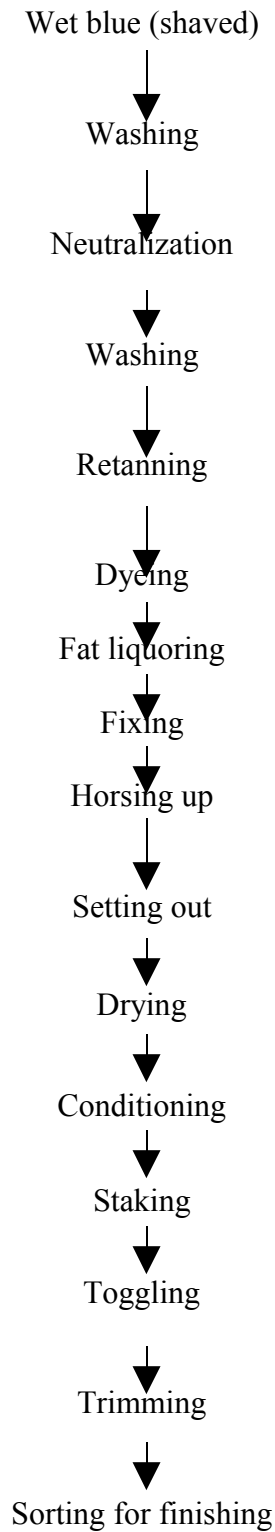 Wet blue (shaved)
Washing
Neutralization
Washing
Retanning
Dyeing
Fat liquoring
Fixing
Horsing up
Setting out
Drying
Conditioning
Staking
Toggling
Trimming
Sorting for finishing